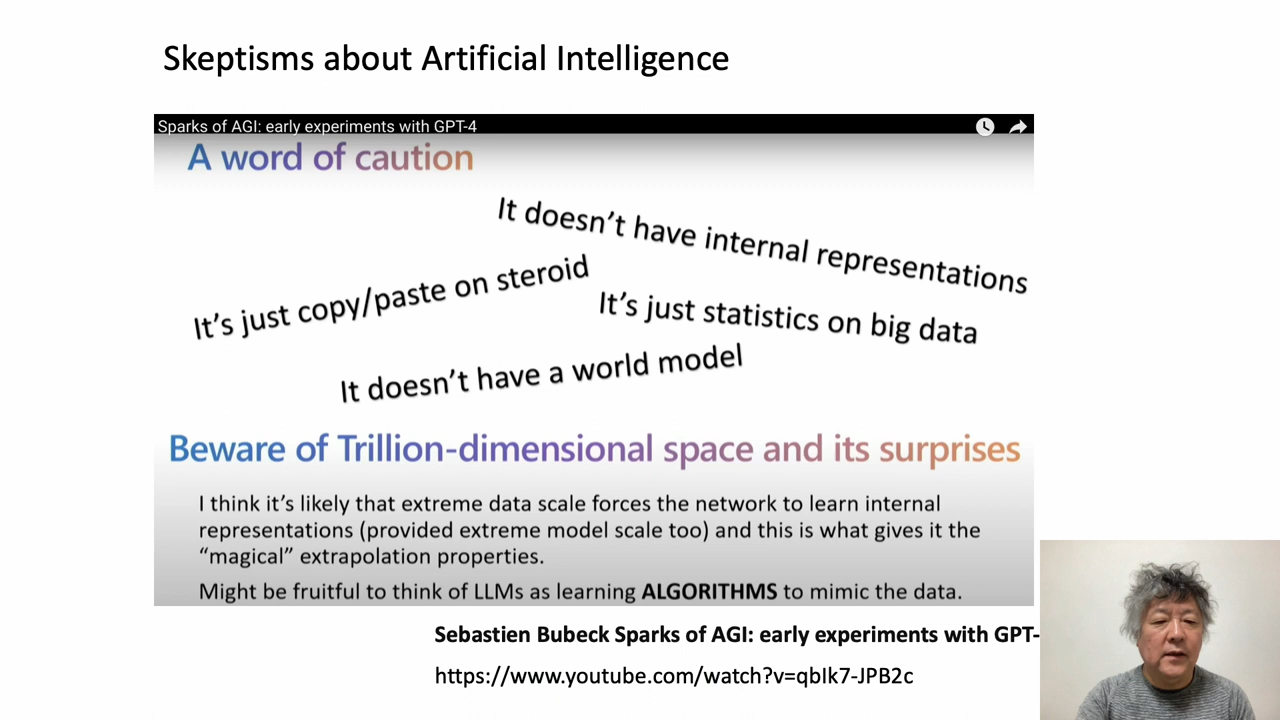 Skeptisms about Artificial Intelligence
Sparks of AGI: early experiments with GPT-4
A word of caution
It doesn't have internal representations
It's just copy/paste on steroid
It's just statistics on big data
It doesn't have a world model
Beware of Trillion-dimensional space and its surprises
I think it's likely that extreme data scale forces the network to learn internal
representations (provided extreme model scale too) and this is what gives it the
“magical” extrapolation properties.
Might be fruitful to think of LLMs as learning ALGORITHMS to mimic the data.
Sebastien Bubeck Sparks of AGI: early experiments with GPT-
https://www.youtube.com/watch?v=qbIk7-JPB2c